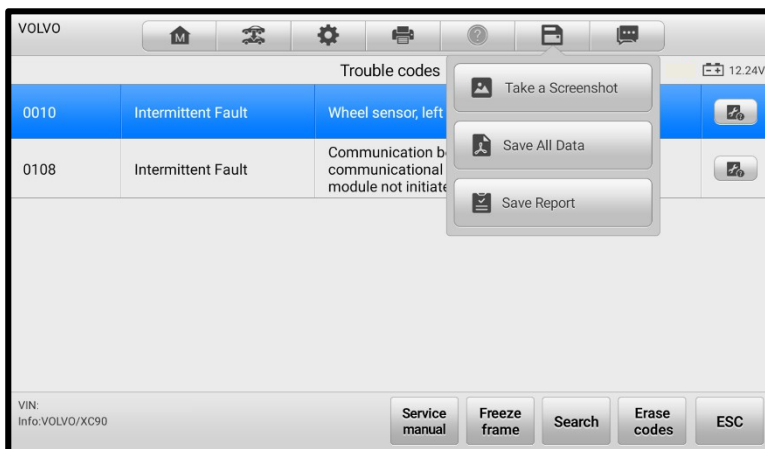 VOLVO
M
Trouble codes
12.24V
Take a Screenshot
0010
Intermittent Fault
Wheel sensor, left
Save All Data
0108
Intermittent Fault
Communication b
communicational
module not initiate
Save Report
VIN:
Info:VOLVO/XC90
Service
manual
Freeze
frame
Search
Erase
codes
ESC